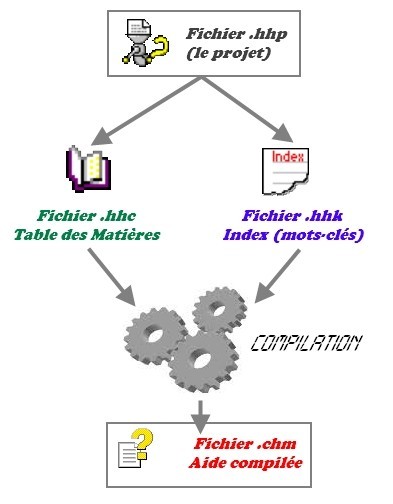 Fichier .hhp
(le projet)
Index
Fichier .hhc
Table des Matières
Fichier .hhk
Index (mots-clés)
COMPILATION
Fichier .chm
Aide compilée